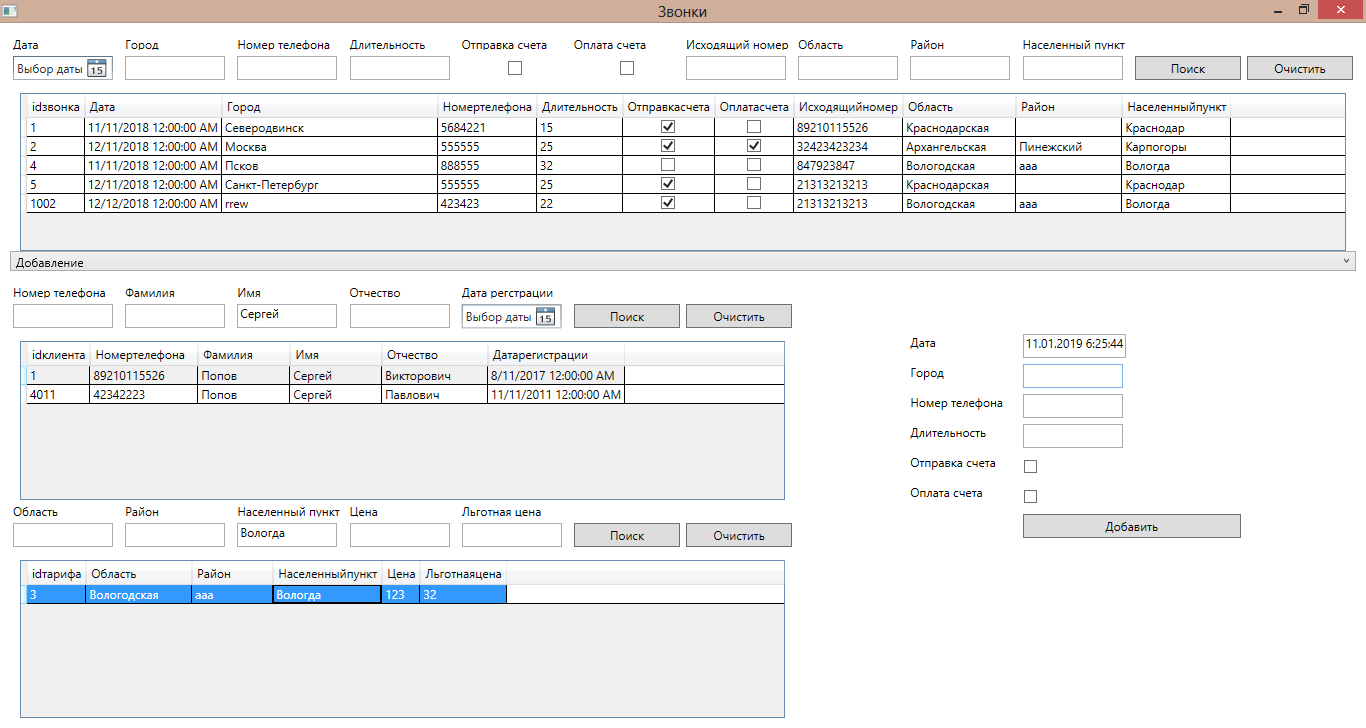 Звонки
Дата Город Номер телефона Длительность Отправка счета Оплата счета Исходящий номер Область Район Населенный пункт
Выбор даты 15 Поиск Очистить
idзвонка Дата Город Номертелефона Длительность Отправкасчета Оплатасчета Исходящийномер Область Район Населенныйпункт
1 11/11/2018 12:00:00 AM Северодвинск 5684221 15 89210115526 Краснодарская Краснодар
2 12/11/2018 12:00:00 AM Москва 555555 25 32423423234 Архангельская Пинежский Карпогоры
4 11/11/2018 12:00:00 AM Псков 888555 32 847923847 Вологодская ааа Вологда
5 12/11/2018 12:00:00 AM Санкт-Петербург 555555 25 21313213213 Краснодарская Краснодар
1002 12/12/2018 12:00:00 AM rrew 423423 22 21313213213 Вологодская ааа Вологда
Добавление
Номер телефона Фамилия Имя Отчество Дата регстрации
Сергей Выбор даты 15 Поиск Очистить
idклиента Номертелефона Фамилия Имя Отчество Датарегистрации
1 89210115526 Попов Сергей Викторович 8/11/2017 12:00:00 AM
4011 42342223 Попов Сергей Павлович 11/11/2011 12:00:00 AM
Дата 11.01.2019 6:25:44
Город
Номер телефона
Длительность
Отправка счета
Оплата счета
Добавить
Область Район Населенный пункт Цена Льготная цена
Вологда Поиск Очистить
idтарифа Область Район Населенныйпункт Цена Льготнаяцена
3 Вологодская ааа Вологда 123 32